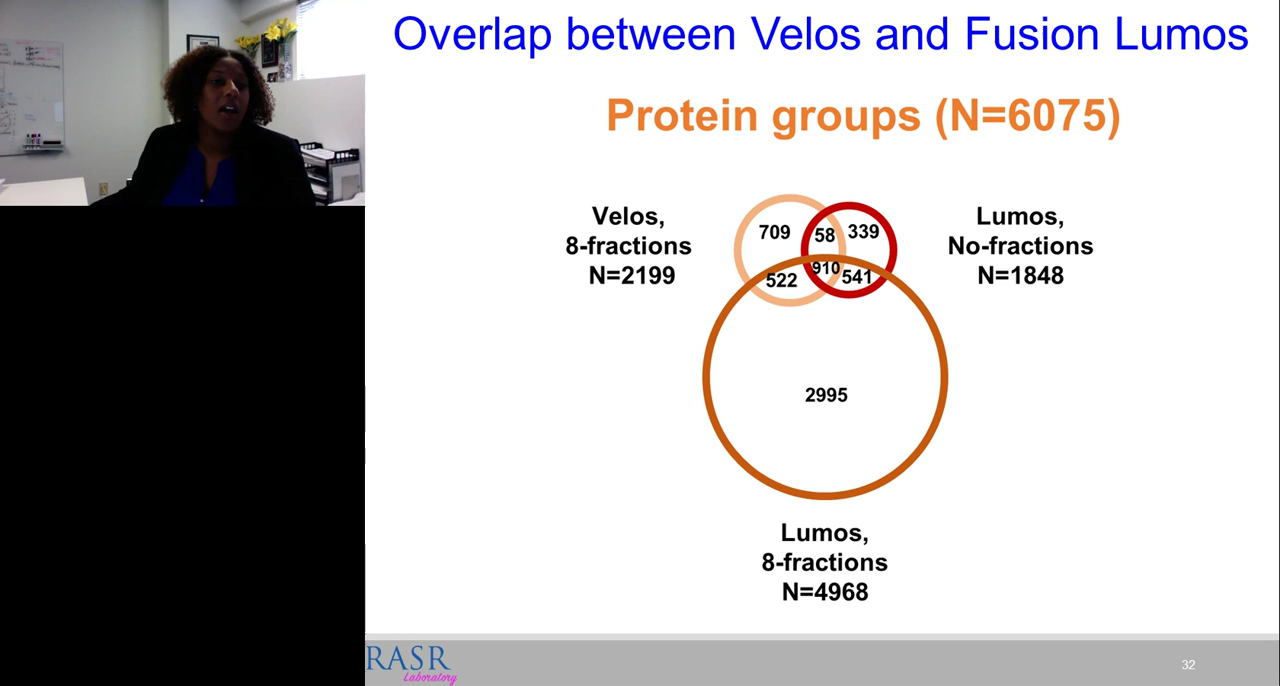 Overlap between Velos and Fusion Lumos
Protein groups (N=6075)
Velos,
8-fractions
N=2199
Lumos,
No-fractions
N=1848
709
58
339
910
522
541
2995
Lumos,
8-fractions
N=4968
RASR
Laboratory
32